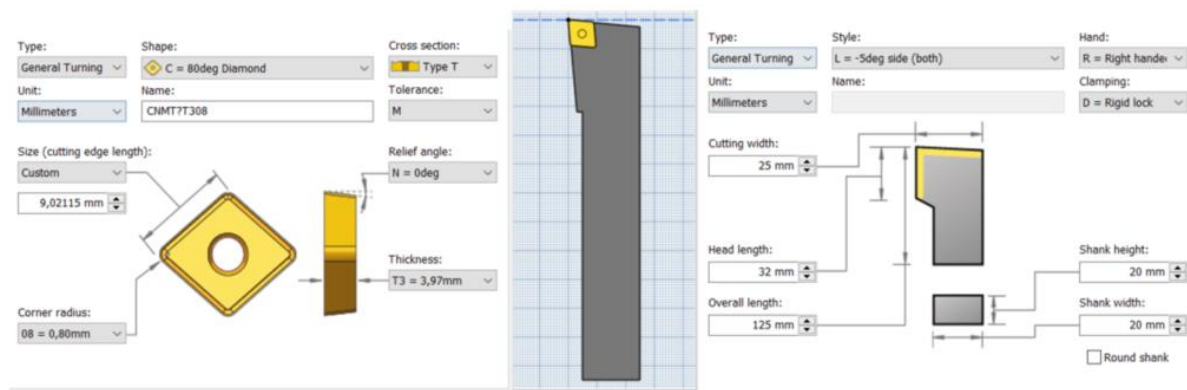 Type:
General Turning
Shape:
C = 80deg Diamond
Cross section:
Type T
Unit:
Millimeters
Name:
CNMT?T308
Tolerance:
M
Size (cutting edge length):
Custom
9,02115 mm
Relief angle:
N = 0deg
Thickness:
T3 = 3,97mm
Corner radius:
08 = 0,80mm
Type:
General Turning
Style:
L = -5deg side (both)
Hand:
R = Right hande
Unit:
Millimeters
Name:
Clamping:
D = Rigid lock
Cutting width:
25 mm
Head length:
32 mm
Overall length:
125 mm
Shank height:
20 mm
Shank width:
20 mm
Round shank